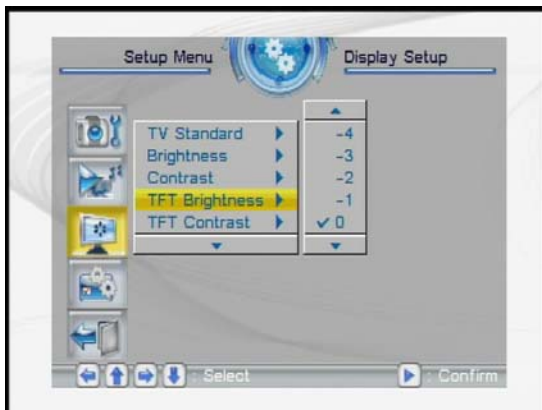 Setup Menu
Display Setup
TV Standard
Brightness
Contrast
TFT Brightness
TFT Contrast
-4
-3
-2
-1
0
: Select
: Confirm